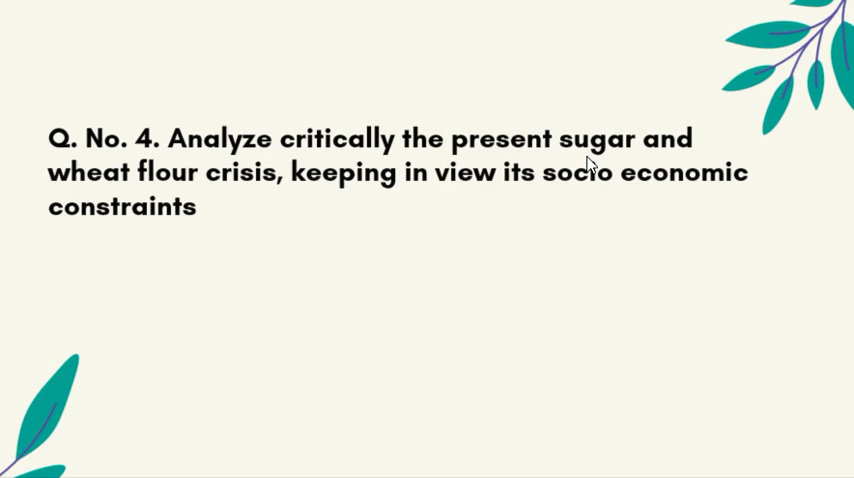 Q. No. 4. Analyze critically the present sugar and
wheat flour crisis, keeping in view its socio economic
constraints